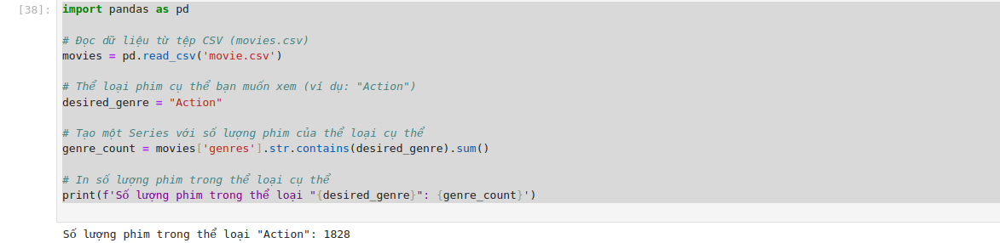 [38]: import pandas as pd
# Đọc dữ liệu từ tệp CSV (movies.csv)
movies = pd.read_csv('movie.csv')
# Thể loại phim cụ thể bạn muốn xem (ví dụ: "Action")
desired_genre = "Action"
# Tạo một Series với số lượng phim của thể loại cụ thể
genre_count = movies['genres'].str.contains(desired_genre).sum()
# In số lượng phim trong thể loại cụ thể
print(f'Số lượng phim trong thể loại "{desired_genre}": {genre_count}')
Số lượng phim trong thể loại "Action": 1828